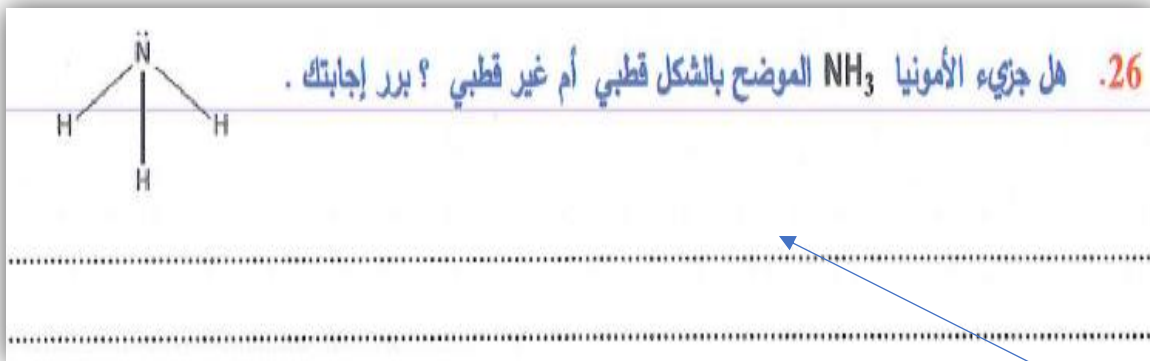 26. هل جزيء الأمونيا NH₃ الموضح بالشكل قطبي أم غير قطبي ؟ برر إجابتك .
N
H H
H